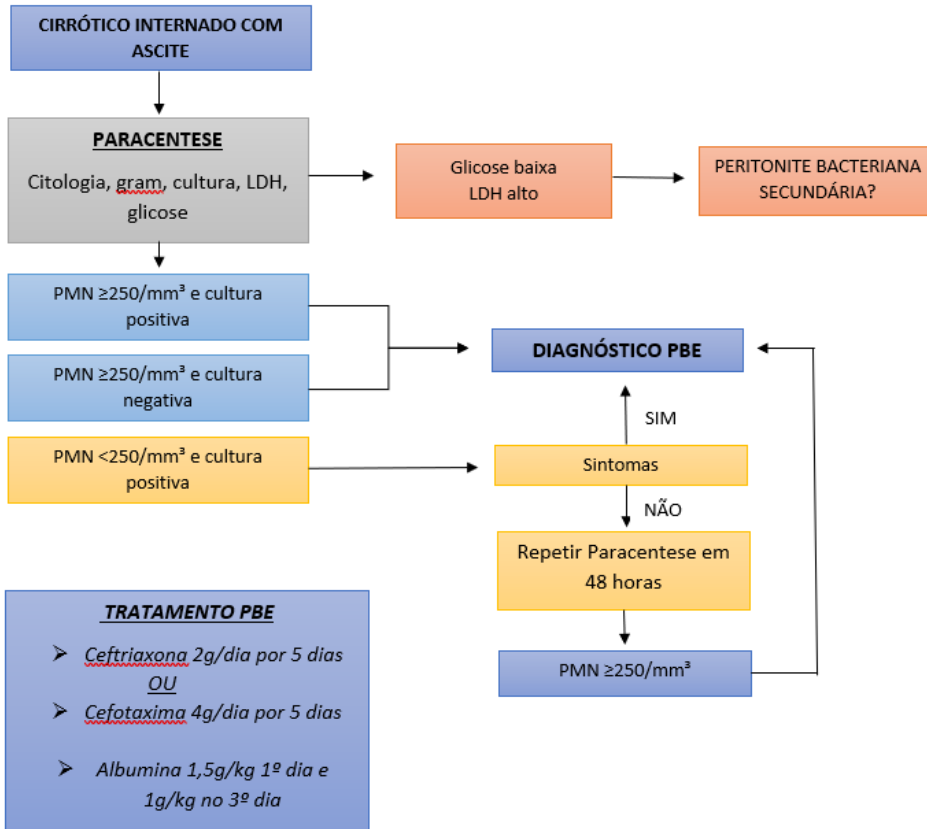 CIRRÓTICO INTERNADO COM
ASCITE
PARACENTESE
Citologia, gram, cultura, LDH,
glicose
Glicose baixa
LDH alto
PERITONITE BACTERIANA
SECUNDÁRIA?
PMN ≥250/mm³ e cultura
positiva
PMN ≥250/mm³ e cultura
negativa
DIAGNÓSTICO PBE
SIM
PMN <250/mm³ e cultura
positiva
Sintomas
NÃO
Repetir Paracentese em
48 horas
PMN ≥250/mm³
TRATAMENTO PBE
➢ Ceftriaxona 2g/dia por 5 dias
OU
➢ Cefotaxima 4g/dia por 5 dias
➢ Albumina 1,5g/kg 1º dia e
1g/kg no 3º dia